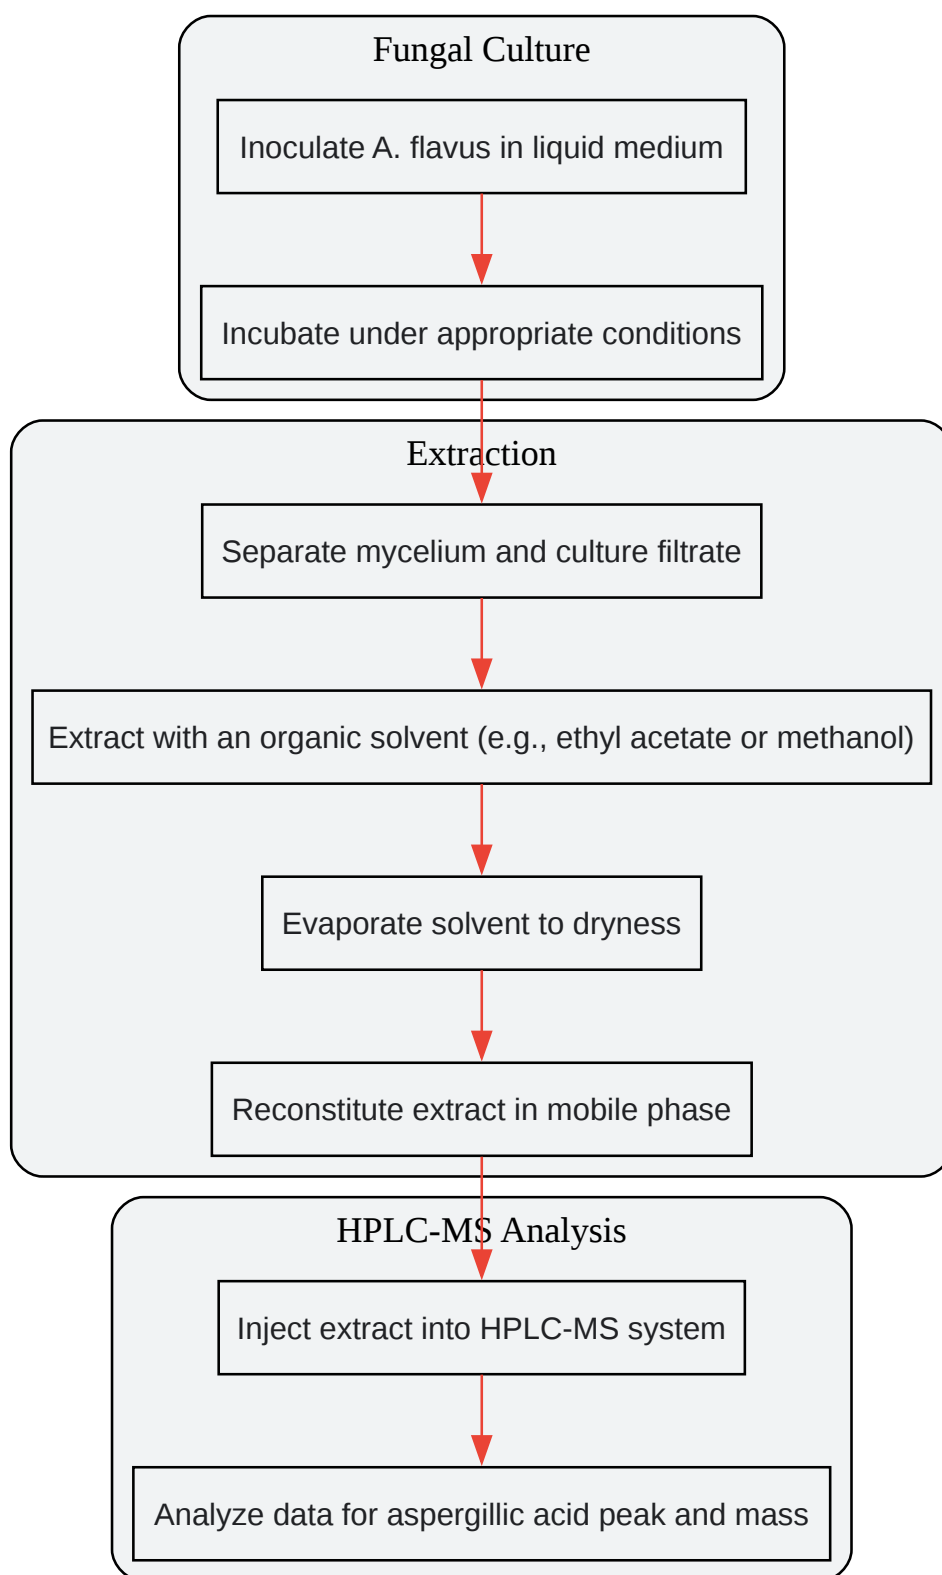 Fungal Culture
Inoculate A. flavus in liquid medium
Incubate under appropriate conditions
Extraction
Separate mycelium and culture filtrate
Extract with an organic solvent (e.g., ethyl acetate or methanol)
Evaporate solvent to dryness
Reconstitute extract in mobile phase
HPLC-MS Analysis
Inject extract into HPLC-MS system
Analyze data for aspergillic acid peak and mass